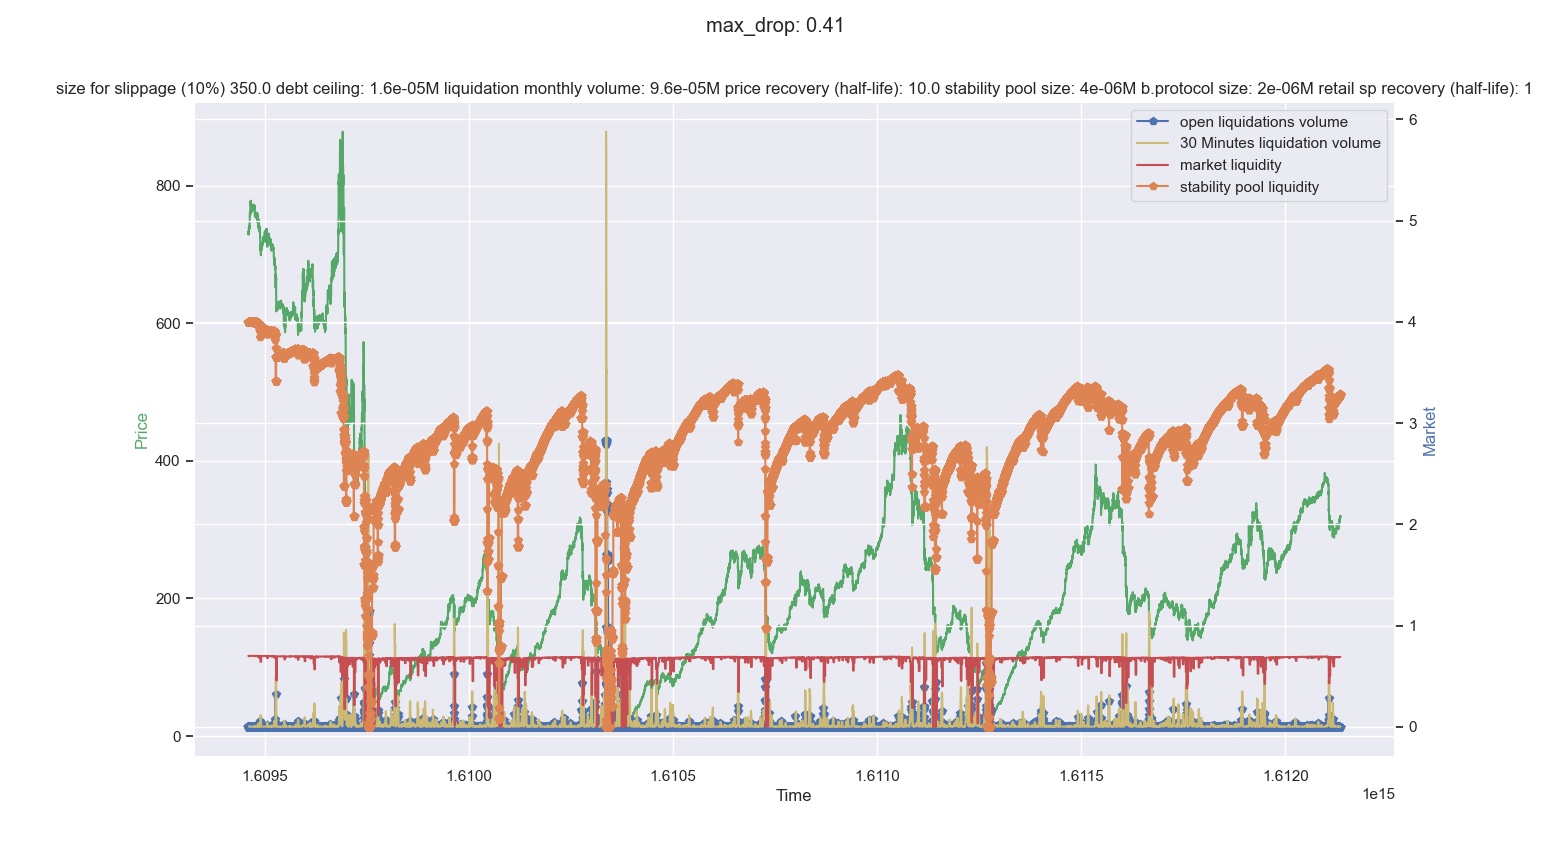 max_drop: 0.41
size for slippage (10%) 350.0 debt ceiling: 1.6e-05M liquidation monthly volume: 9.6e-05M price recovery (half-life): 10.0 stability pool size: 4e-06M b.protocol size: 2e-06M retail sp recovery (half-life): 1
open liquidations volume
30 Minutes liquidation volume
market liquidity
stability pool liquidity
Price
800
600
400
200
0
Market
6
5
4
3
2
1
0
1.6095 1.6100 1.6105 1.6110 1.6115 1.6120
Time
1e15